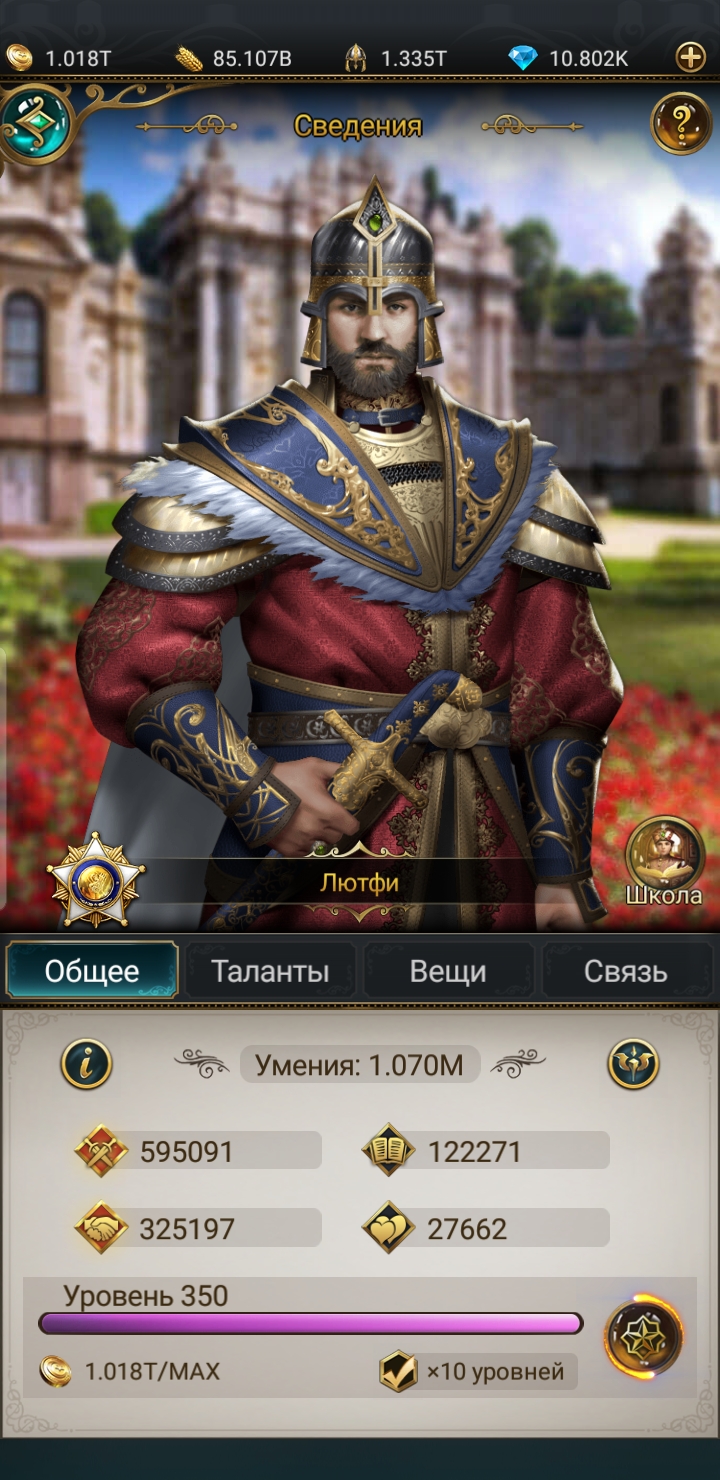 1.018T 85.107B 1.335T 10.802K
Сведения
Лютфи
Школа
Общее Таланты Вещи Связь
Умения: 1.070M
595091 122271
325197 27662
Уровень 350
1.018T/MAX ×10 уровней